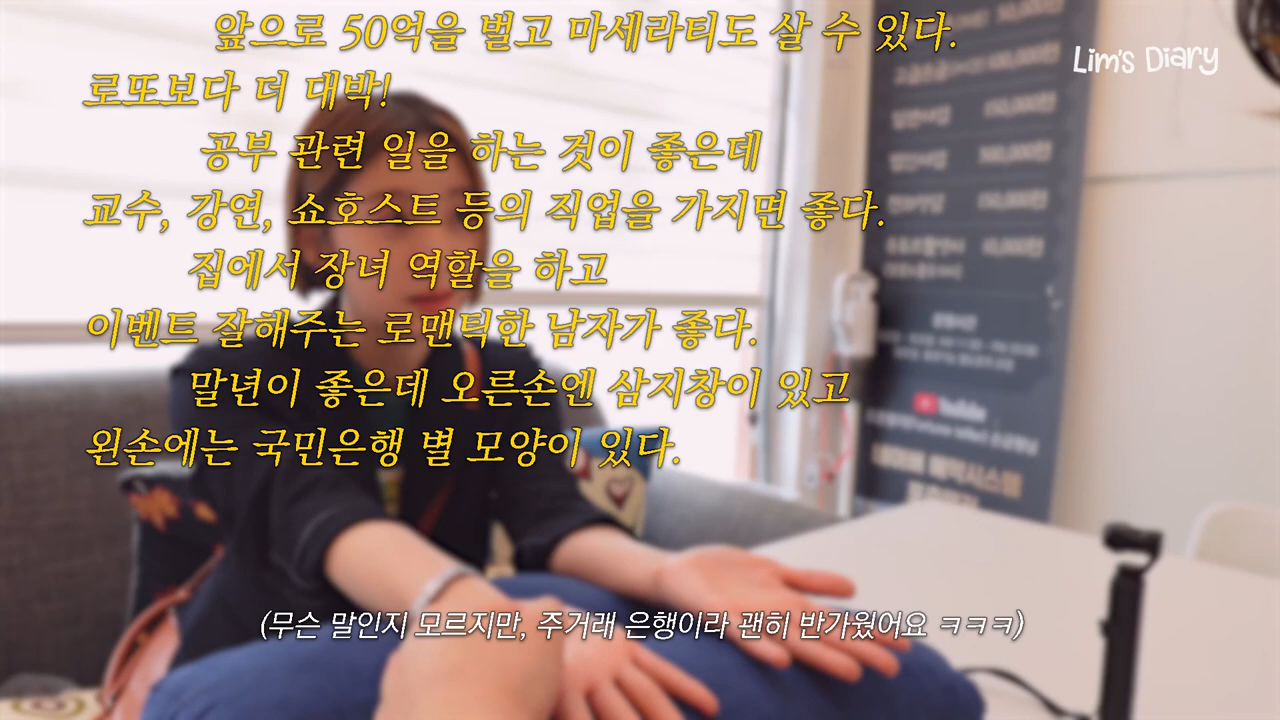 앞으로 50억을 벌고 마세라티도 살 수 있다.
Lim's Diary
로또보다 더 대박!
공부 관련 일을 하는 것이 좋은데
교수, 강연, 쇼호스트 등의 직업을 가지면 좋다.
집에서 장녀 역할을 하고
이벤트 잘해주는 로맨틱한 남자가 좋다.
말년이 좋은데 오른손엔 삼지창이 있고
왼손에는 국민은행 별 모양이 있다.
YouTube
(무슨 말인지 모르지만, 주거래 은행이라 괜히 반가웠어요 ㅋㅋㅋ)